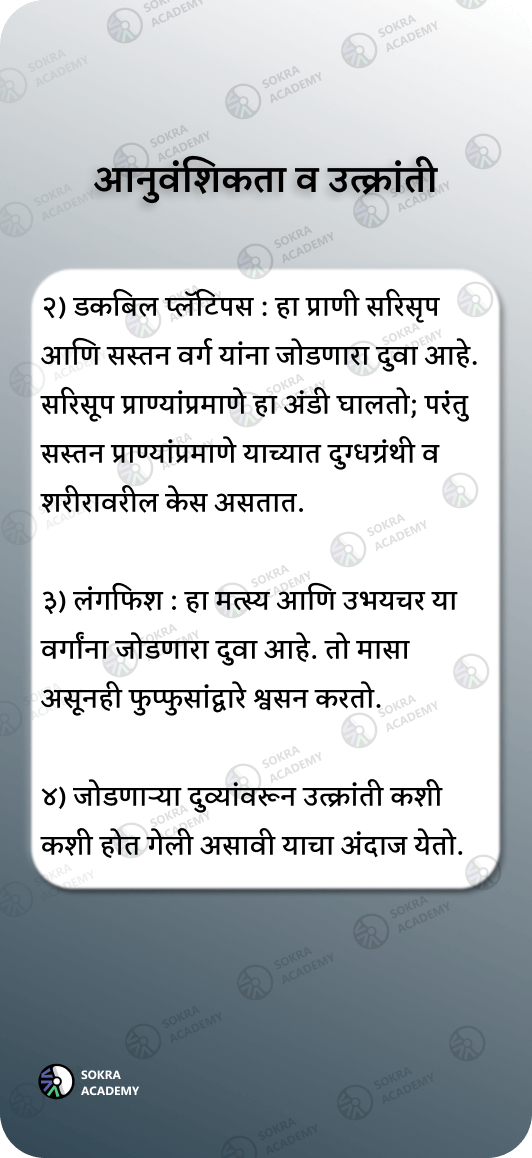 आनुवंशिकता व उत्क्रांती
२) डकबिल प्लॅटिपस : हा प्राणी सरिसृप
आणि सस्तन वर्ग यांना जोडणारा दुवा आहे.
सरिसूप प्राण्यांप्रमाणे हा अंडी घालतो; परंतु
सस्तन प्राण्यांप्रमाणे याच्यात दुग्धग्रंथी व
शरीरावरील केस असतात.
३) लंगफिश : हा मत्स्य आणि उभयचर या
वर्गांना जोडणारा दुवा आहे. तो मासा
असूनही फुप्फुसांद्वारे श्वसन करतो.
४) जोडणाऱ्या दुव्यांवरून उत्क्रांती कशी
कशी होत गेली असावी याचा अंदाज येतो.
SOKRA
ACADEMY